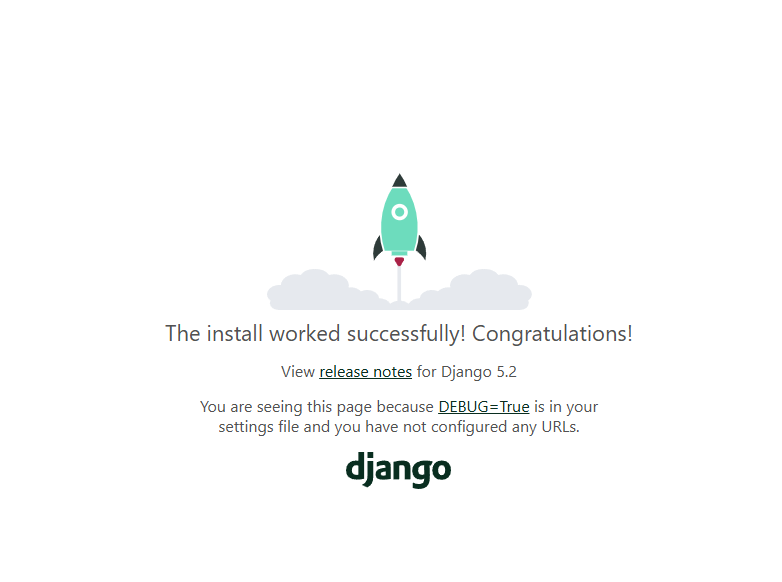 The install worked successfully! Congratulations!
View release notes for Django 5.2
You are seeing this page because DEBUG=True is in your
settings file and you have not configured any URLs.
django